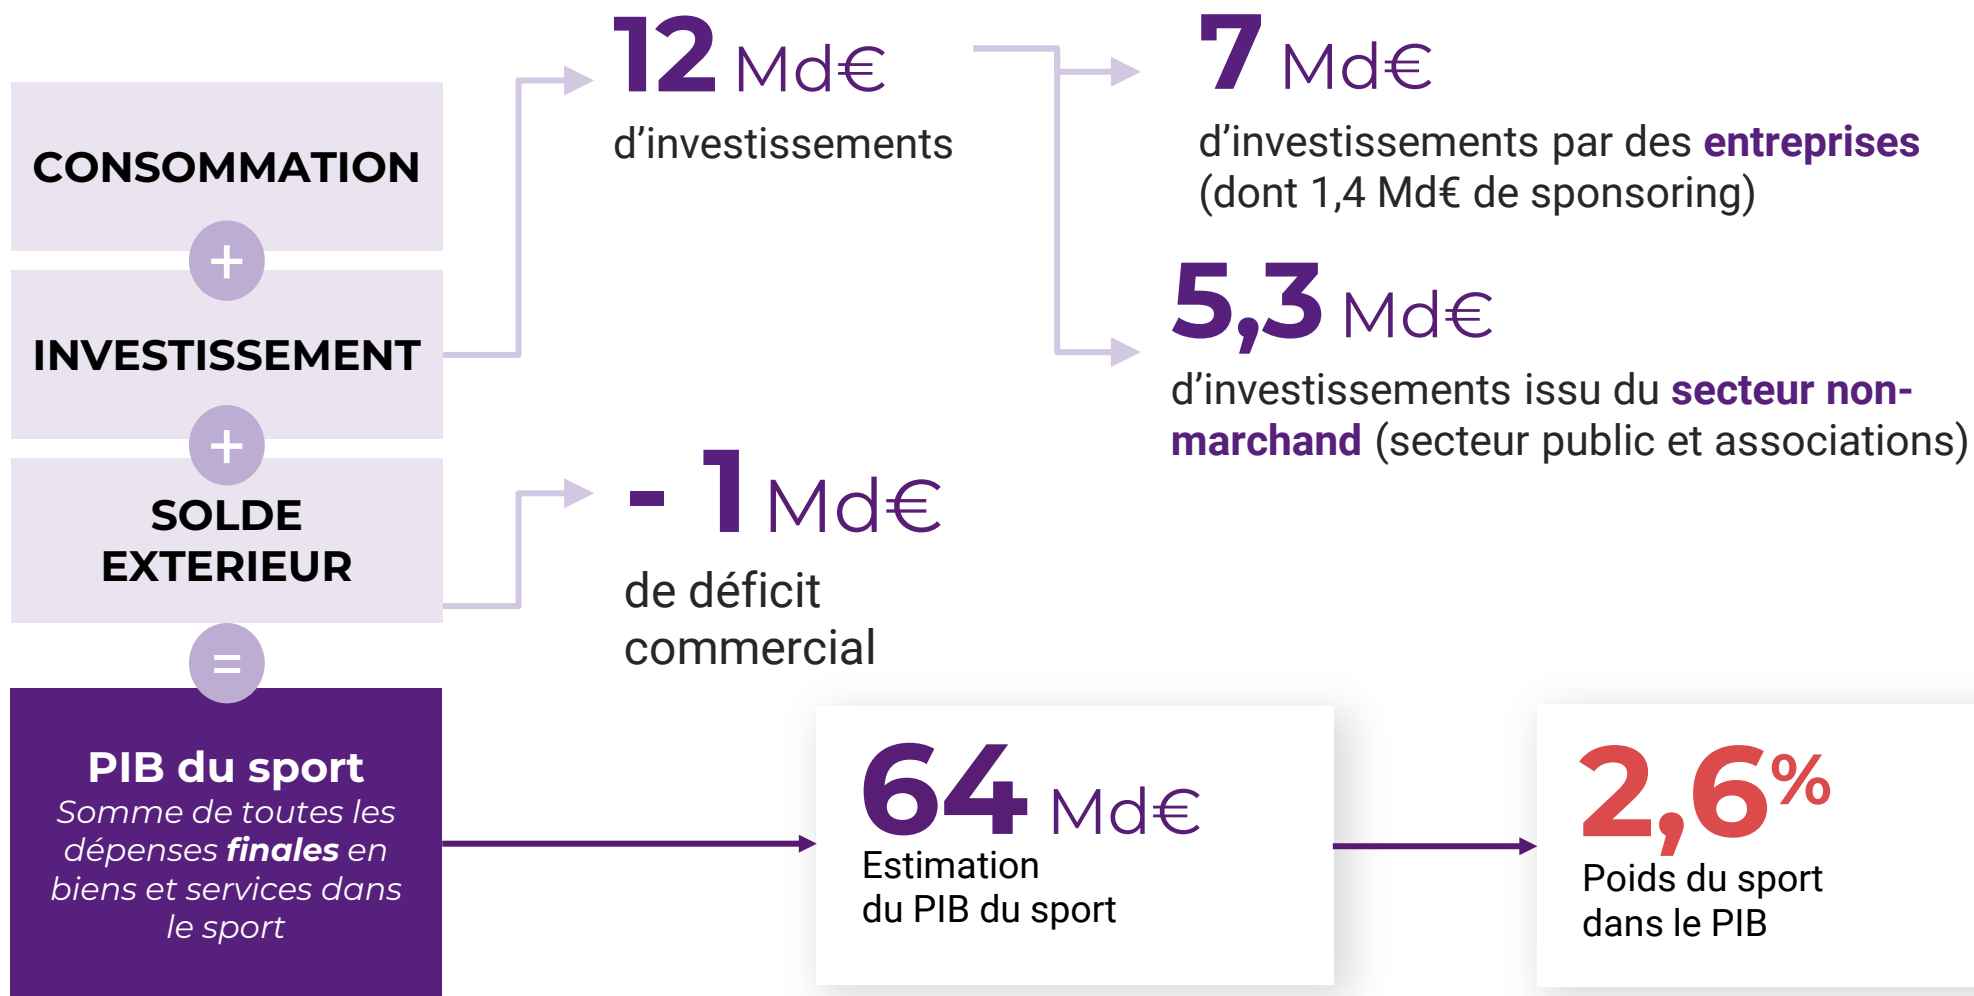 CONSOMMATION
+
INVESTISSEMENT
+
SOLDE
EXTERIEUR
=
PIB du sport
Somme de toutes les
dépenses finales en
biens et services dans
le sport
12 Md€
d’investissements
7 Md€
d’investissements par des entreprises
(dont 1,4 Md€ de sponsoring)
5,3 Md€
d’investissements issu du secteur non-
marchand (secteur public et associations)
- 1 Md€
de déficit
commercial
64 Md€
Estimation
du PIB du sport
2,6%
Poids du sport
dans le PIB